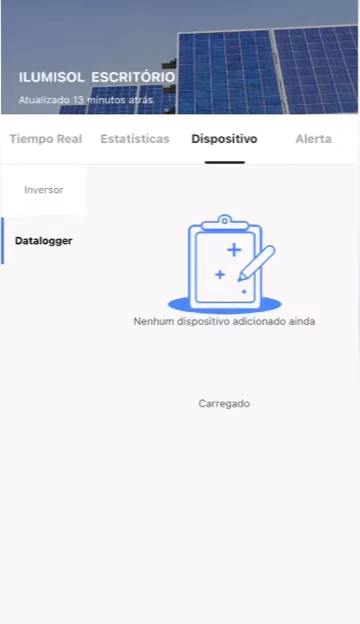 ILUMISOL ESCRITÓRIO
Atualizado 13 minutos atrás
Tiempo Real Estatísticas Dispositivo Alerta
Inversor
Datalogger
Nenhum dispositivo adicionado ainda
Carregado